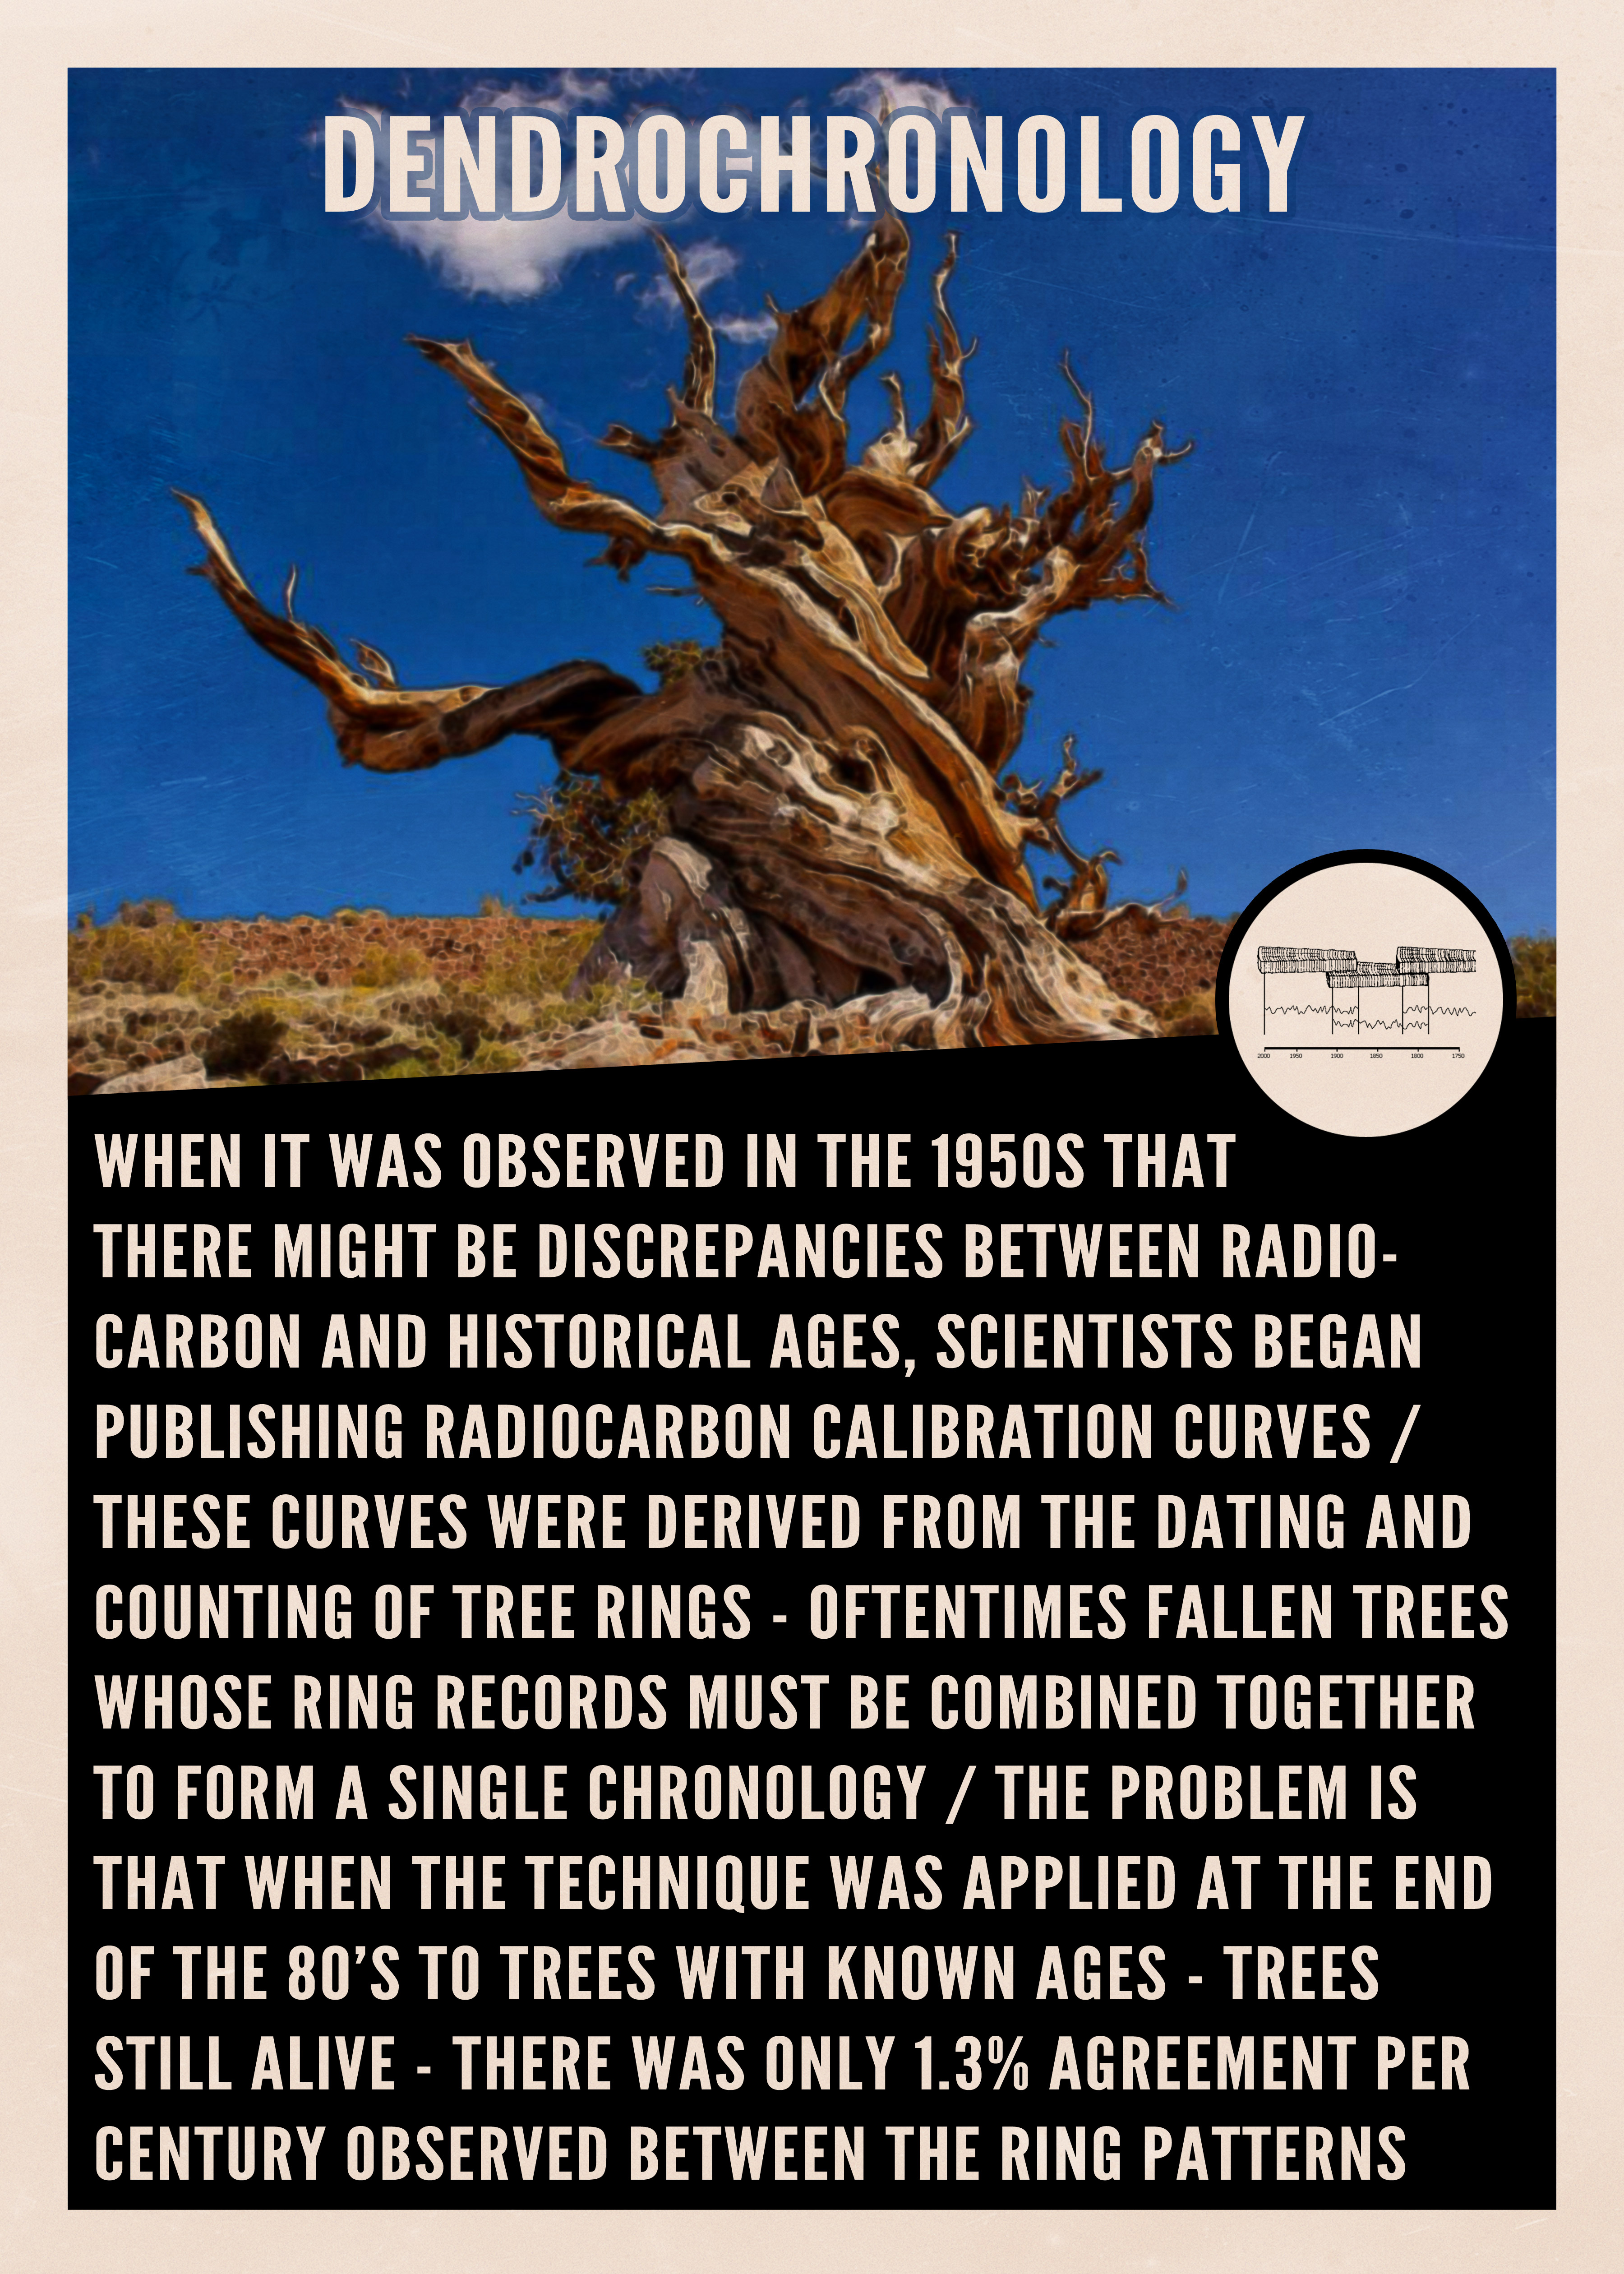 DENDROCHRONOLOGY
2000 1950 1900 1850 1800 1750
WHEN IT WAS OBSERVED IN THE 1950S THAT
THERE MIGHT BE DISCREPANCIES BETWEEN RADIO-
CARBON AND HISTORICAL AGES, SCIENTISTS BEGAN
PUBLISHING RADIOCARBON CALIBRATION CURVES /
THESE CURVES WERE DERIVED FROM THE DATING AND
COUNTING OF TREE RINGS - OFTENTIMES FALLEN TREES
WHOSE RING RECORDS MUST BE COMBINED TOGETHER
TO FORM A SINGLE CHRONOLOGY / THE PROBLEM IS
THAT WHEN THE TECHNIQUE WAS APPLIED AT THE END
OF THE 80’S TO TREES WITH KNOWN AGES - TREES
STILL ALIVE - THERE WAS ONLY 1.3% AGREEMENT PER
CENTURY OBSERVED BETWEEN THE RING PATTERNS